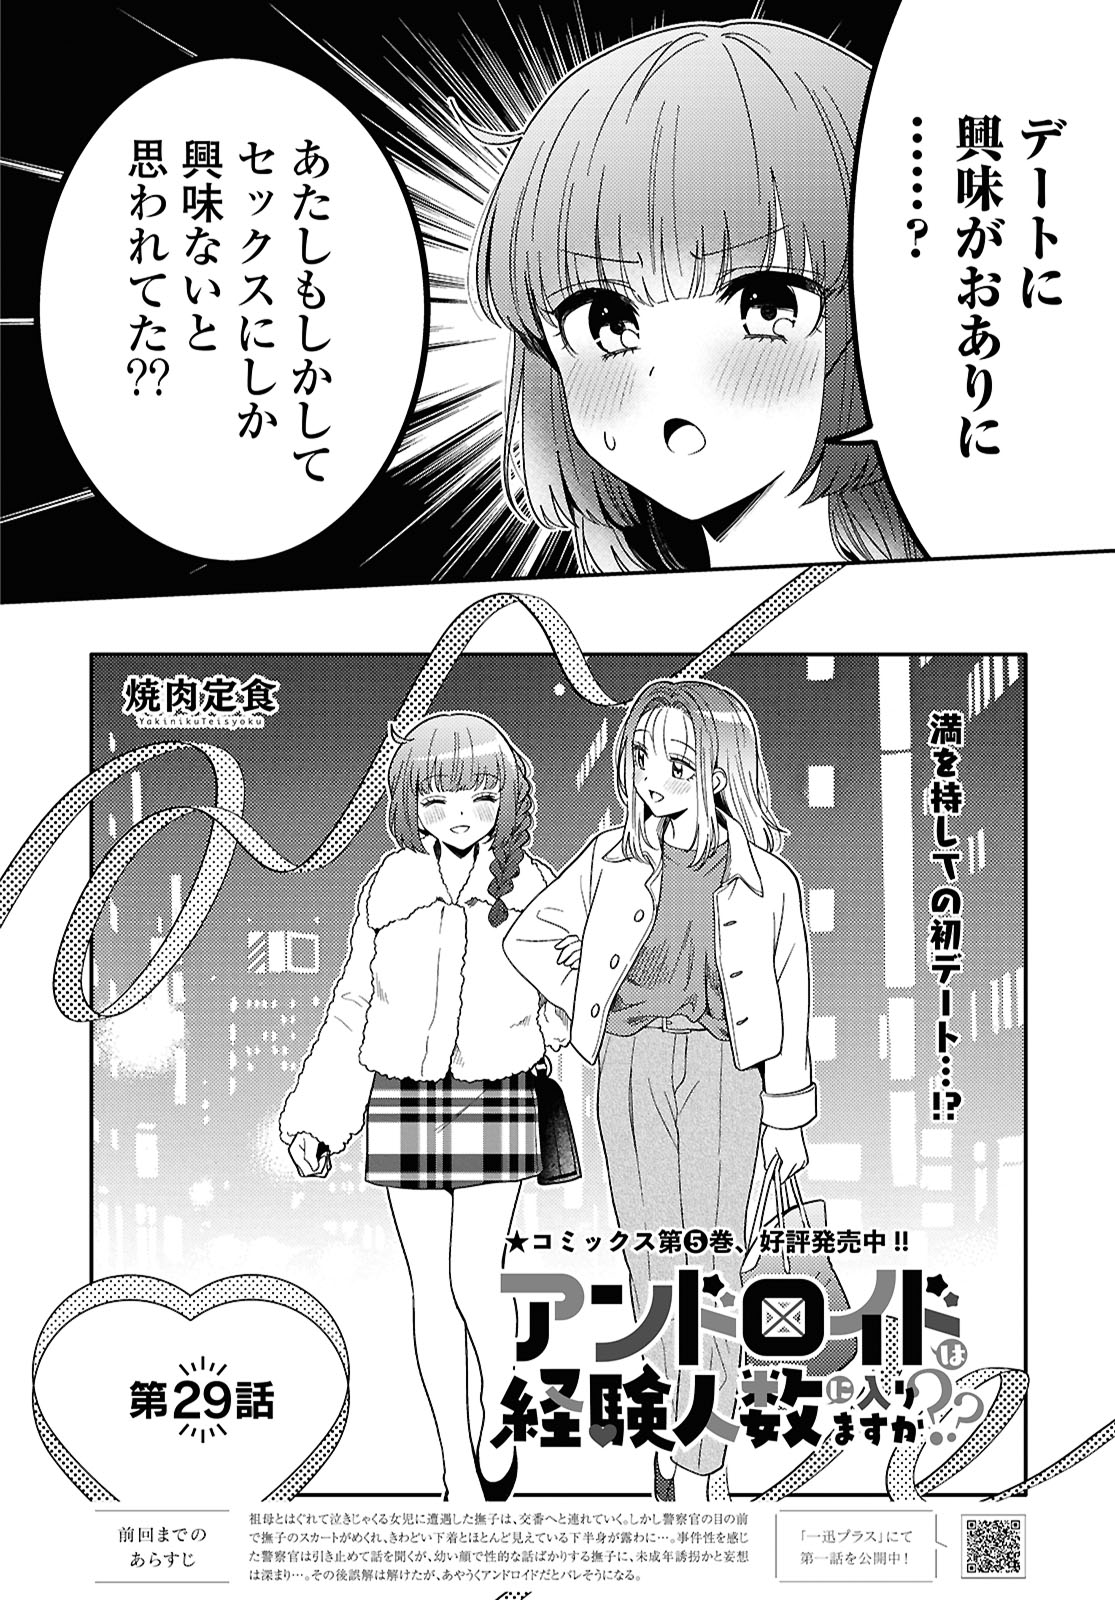 デートに
興味がおありに
………?
あたしもしかして
セックスにしか
興味ないと
思われてた??
焼肉定食
YakinikuTeisyoku
満を持しての初デート…!?
★コミックス第❺巻、好評発売中!!
アンドロイドは
経験人数に入りますか??
第29話
前回までの
あらすじ
祖母とはぐれて泣きじゃくる女児に遭遇した撫子は、交番へと連れていく。しかし警察官の目の前
で撫子のスカートがめくれ、きわどい下着とほとんど見えている下半身が露わに…。事件性を感じ
た警察官は引き止めて話を聞くが、幼い顔で性的な話ばかりする撫子に、未成年誘拐かと妄想
は深まり…。その後誤解は解けたが、あやうくアンドロイドだとバレそうになる。
「一迅プラス」にて
第一話を公開中!